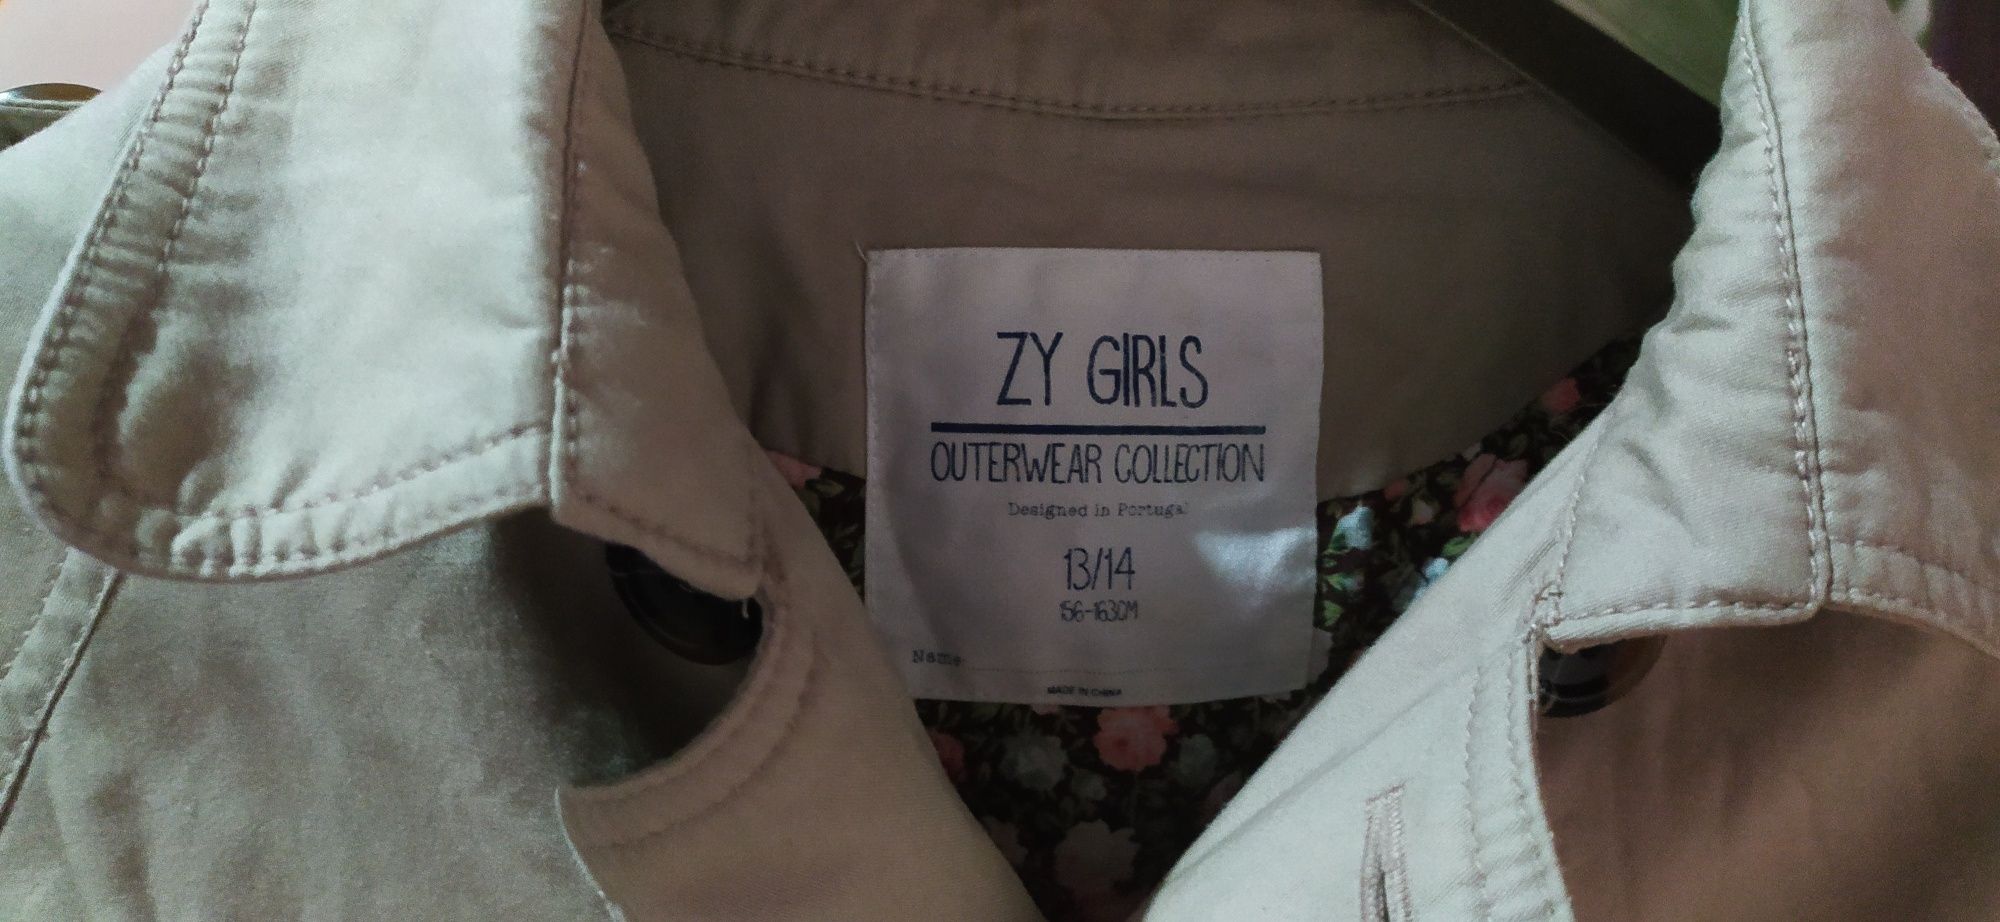 ZY GIRLS
OUTERWEAR COLLECTION
Designed in Portugal
13/14
156-163CM
Name
MADE IN CHINA